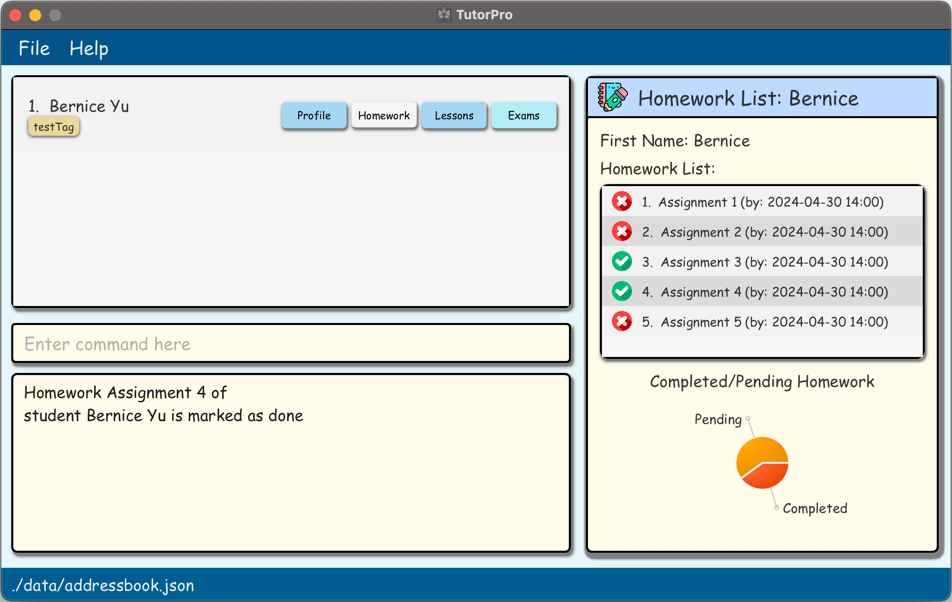 TutorPro
File Help
1. Bernice Yu
testTag
Profile Homework Lessons Exams
Enter command here
Homework Assignment 4 of
student Bernice Yu is marked as done
Homework List: Bernice
First Name: Bernice
Homework List:
1. Assignment 1 (by: 2024-04-30 14:00)
2. Assignment 2 (by: 2024-04-30 14:00)
3. Assignment 3 (by: 2024-04-30 14:00)
4. Assignment 4 (by: 2024-04-30 14:00)
5. Assignment 5 (by: 2024-04-30 14:00)
Completed/Pending Homework
Pending
Completed
./data/addressbook.json